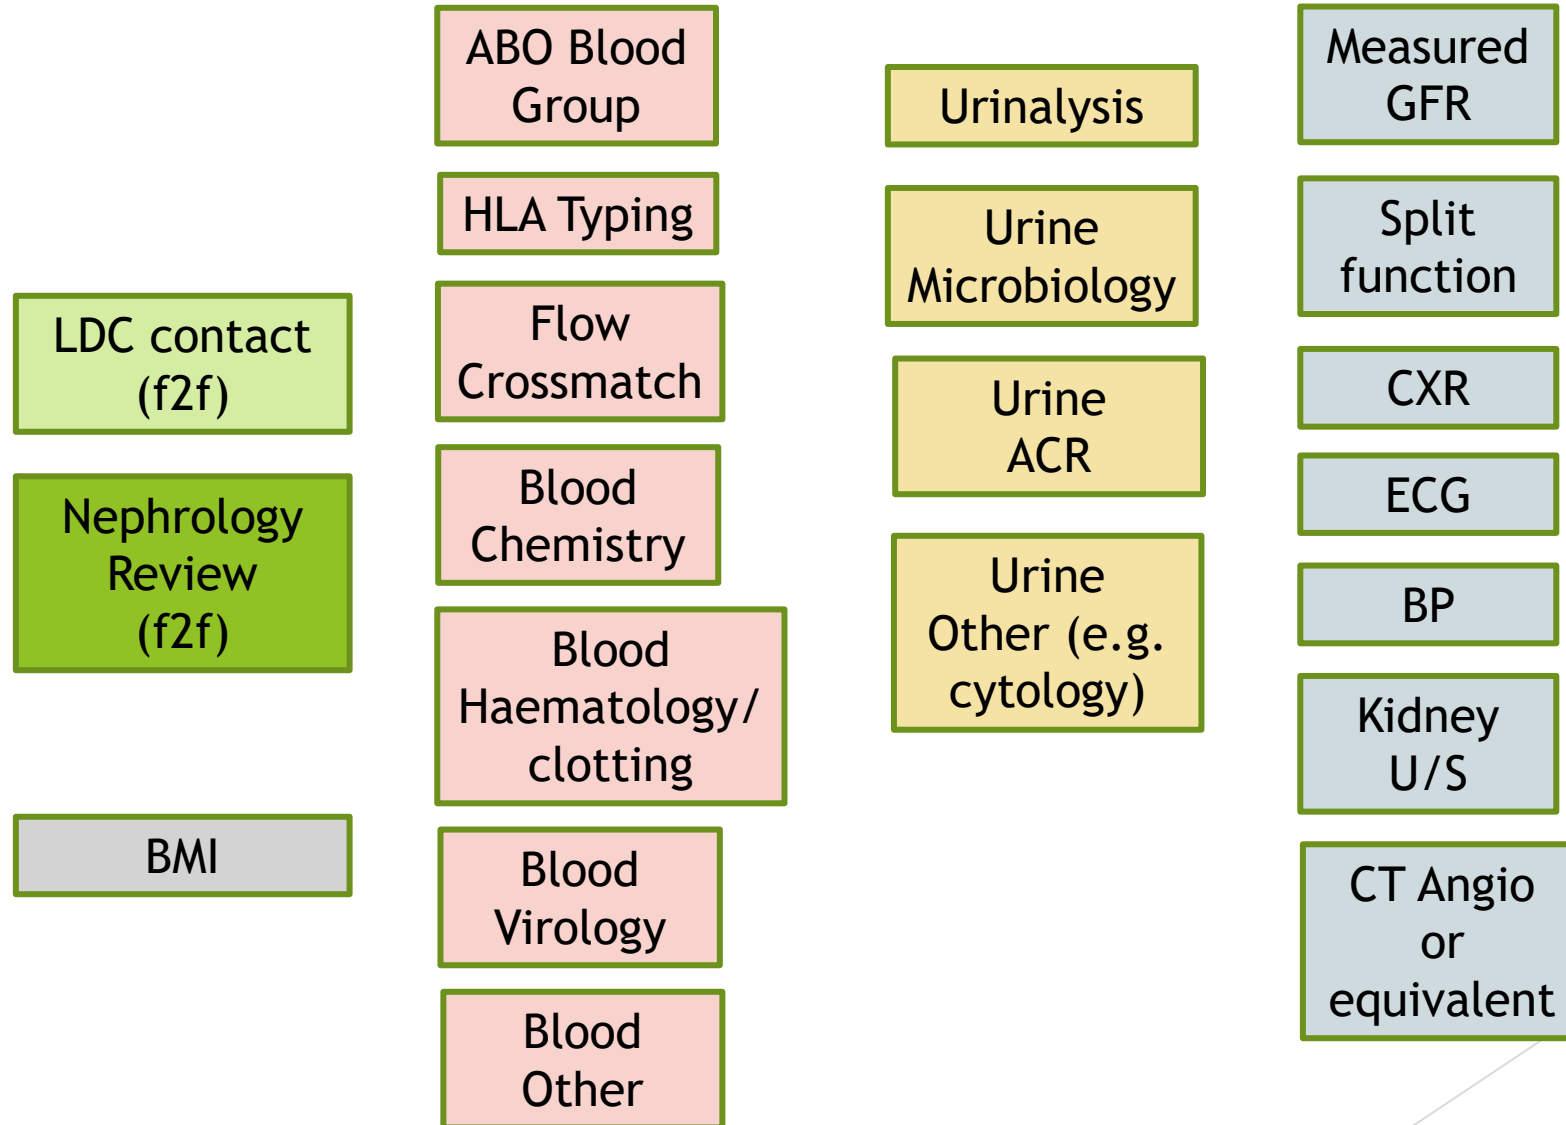 LDC contact
(f2f)
Nephrology
Review
(f2f)
BMI
ABO Blood
Group
HLA Typing
Flow
Crossmatch
Blood
Chemistry
Blood
Haematology/
clotting
Blood
Virology
Blood
Other
Urinalysis
Urine
Microbiology
Urine
ACR
Urine
Other (e.g.
cytology)
Measured
GFR
Split
function
CXR
ECG
BP
Kidney
U/S
CT Angio
or
equivalent